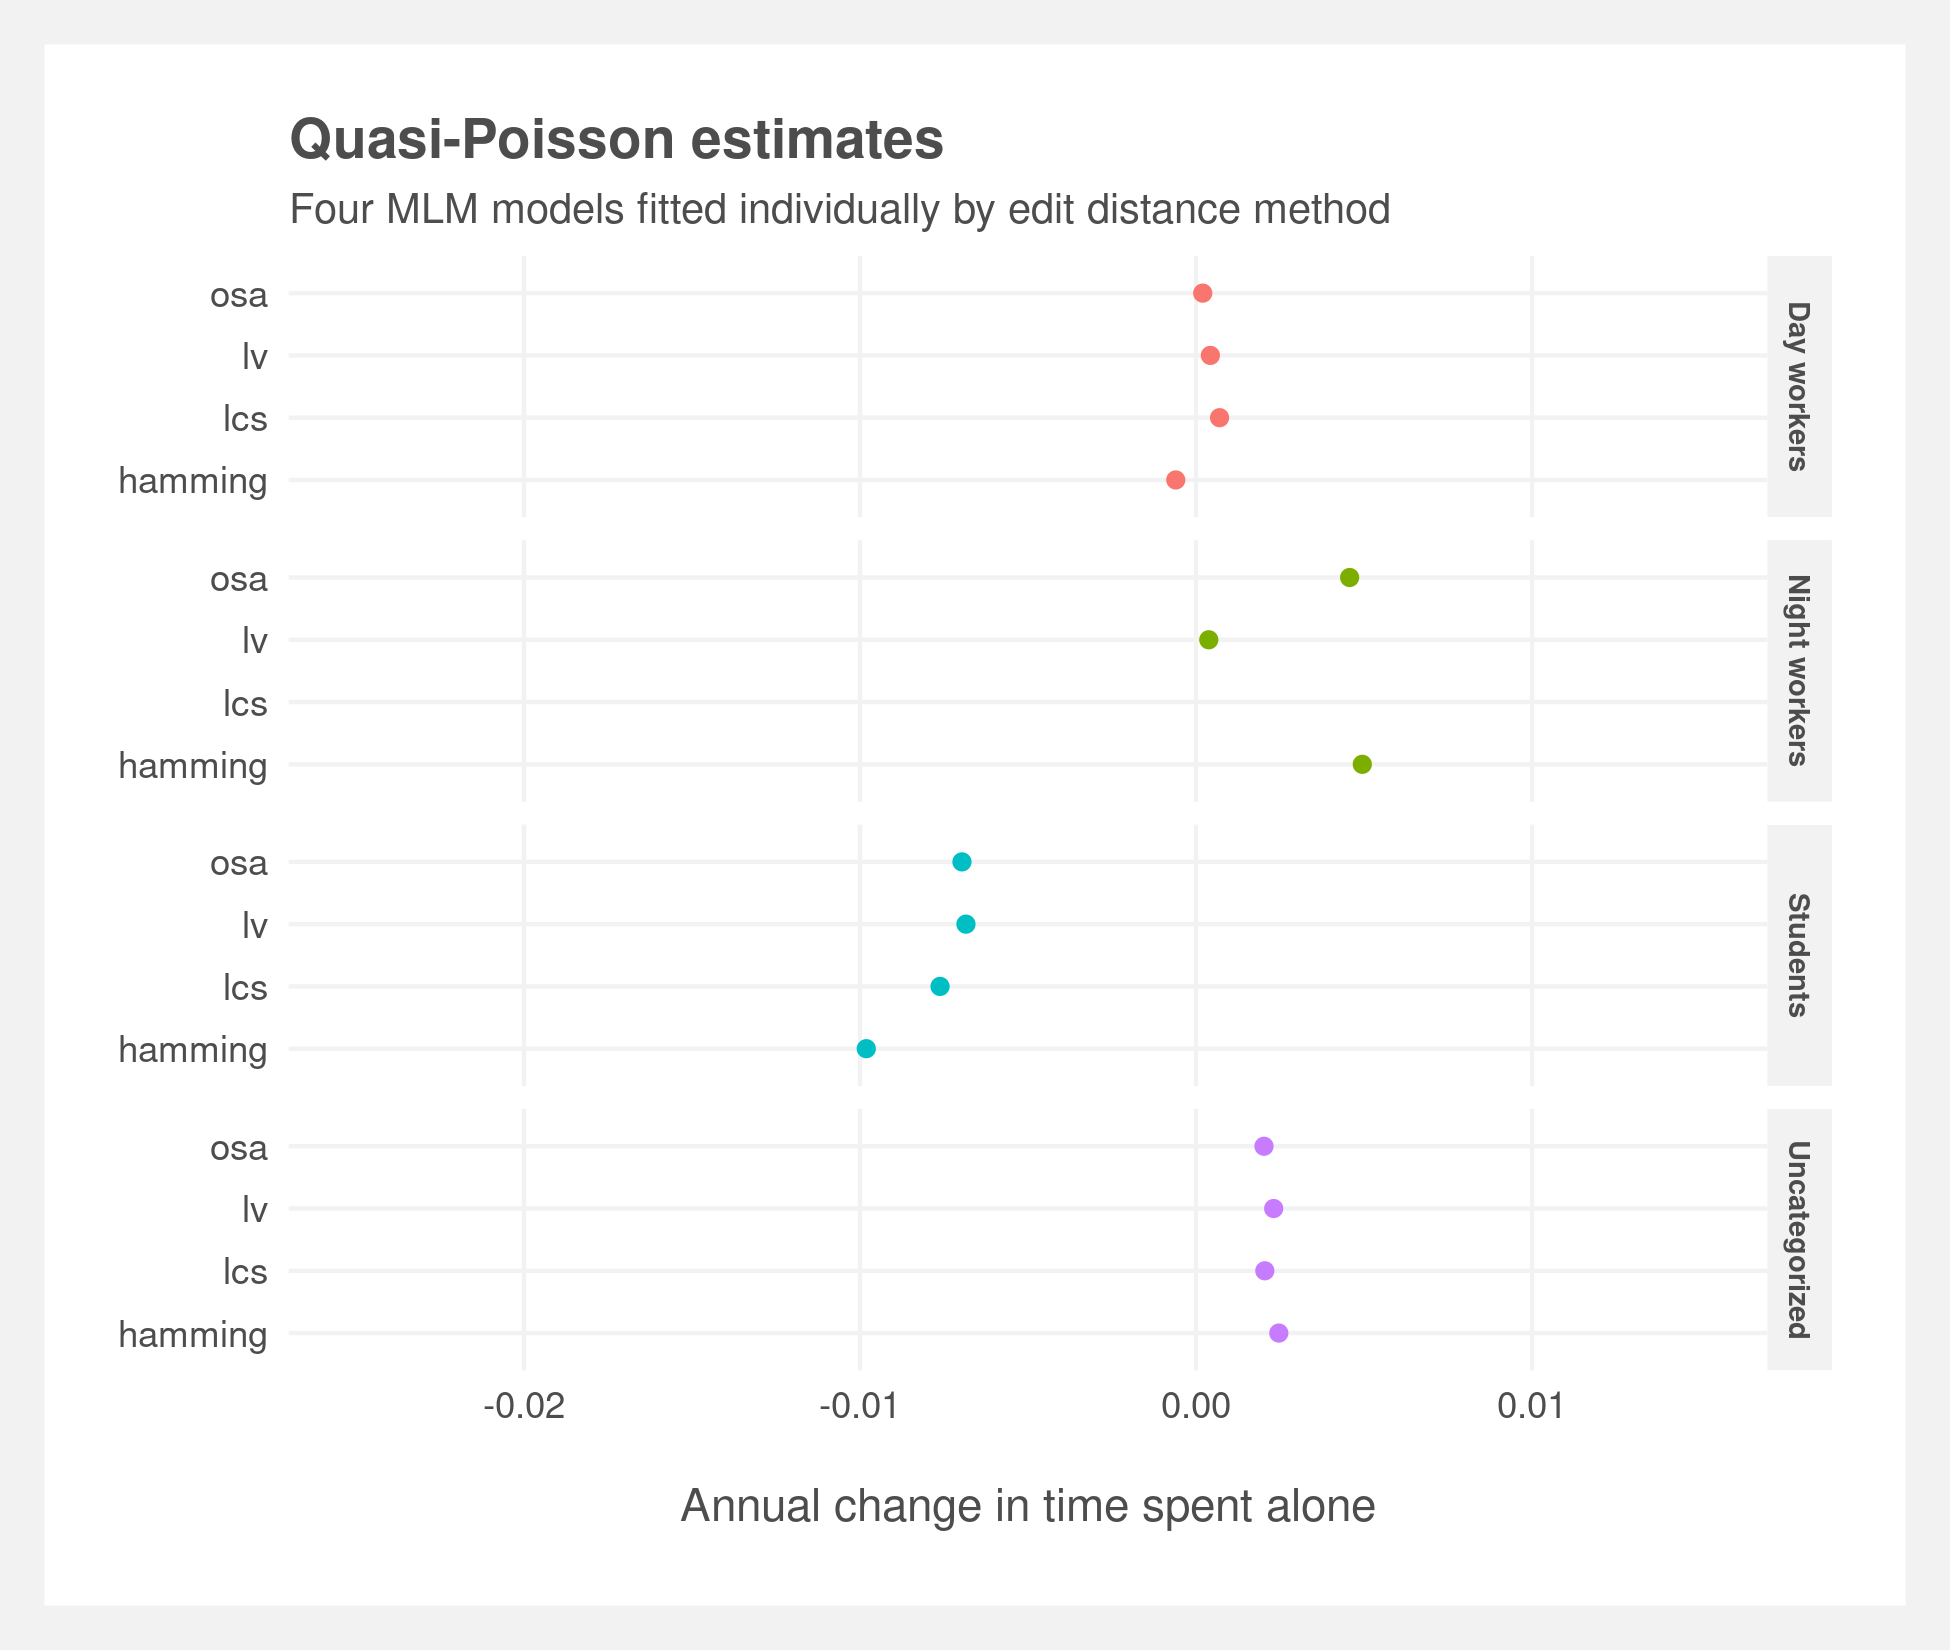 Quasi-Poisson estimates
Four MLM models fitted individually by edit distance method
osa
lv
lcs
hamming
Day workers
osa
lv
lcs
hamming
Night workers
osa
lv
lcs
hamming
Students
osa
lv
lcs
hamming
Uncategorized
-0.02 -0.01 0.00 0.01
Annual change in time spent alone